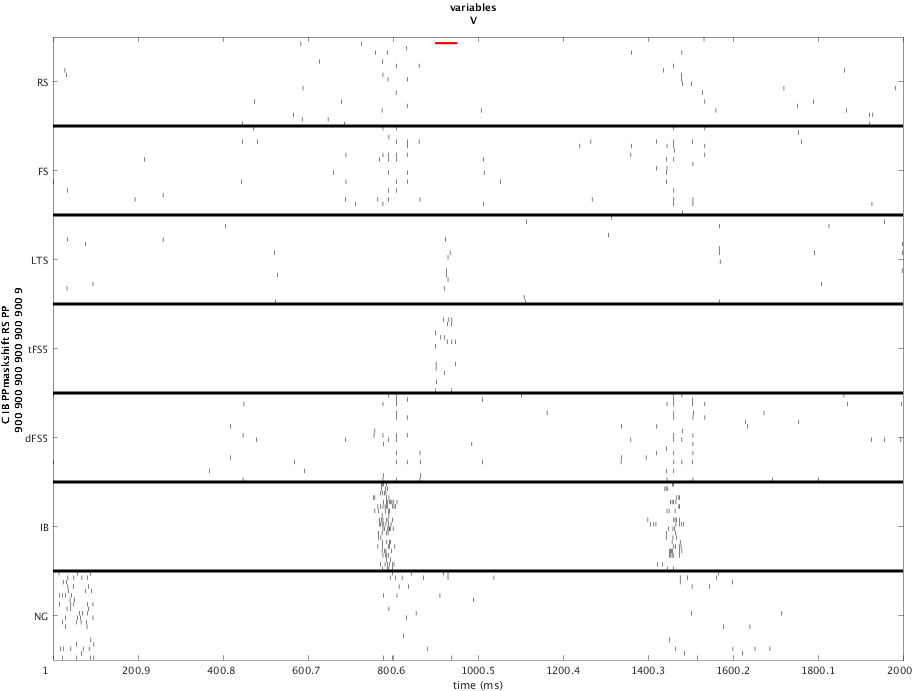 variables
V
RS
FS
LTS
tFS5
dFS5
IB
NG
C IB PPmaskshift RS PP
900 900 900 900 900 900 9
1 200.9 400.8 600.7 800.6 1000.5 1200.4 1400.3 1600.2 1800.1 2000
time (ms)